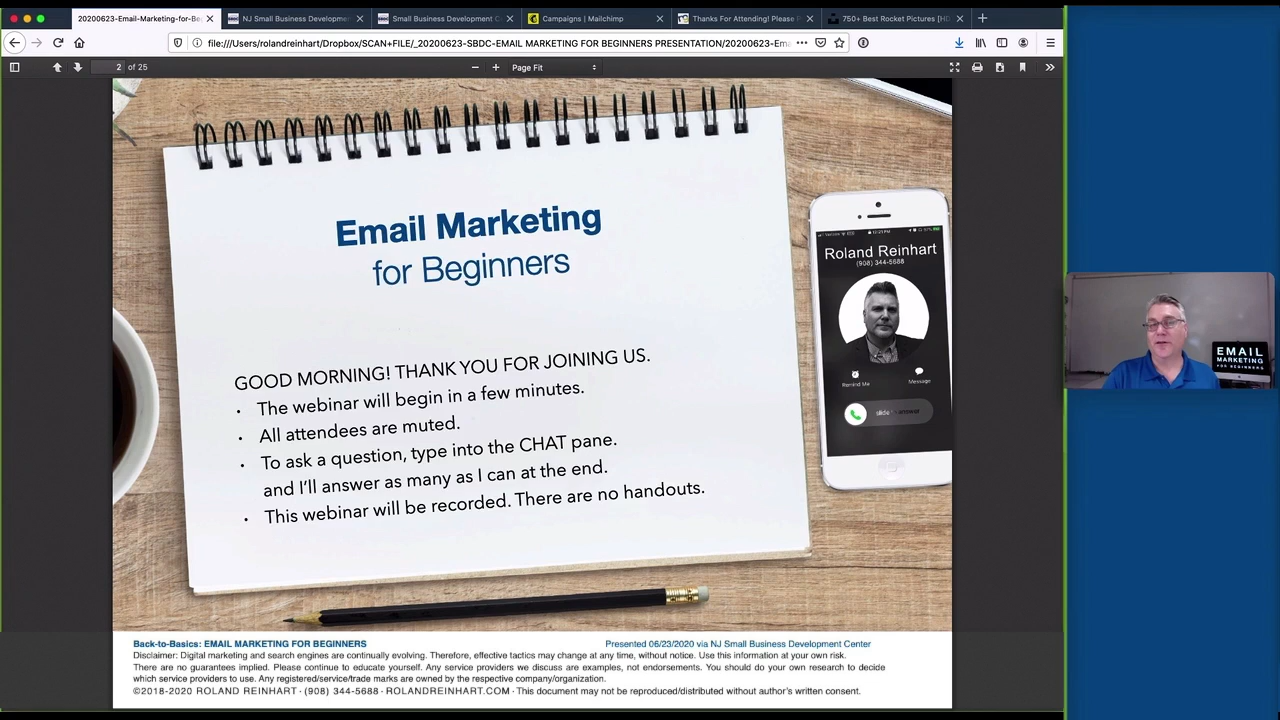 20200623-Email-Marketing-for-Be
NJ Small Business Developmen
Small Business Development C
Campaigns | Mailchimp
Thanks For Attending! Please F
750+ Best Rocket Pictures [HD
file:///Users/rolandreinhart/Dropbox/SCAN+FILE/_20200623-SBDC-EMAIL MARKETING FOR BEGINNERS PRESENTATION/20200623-Ema
2 of 25
Page Fit
Email Marketing
for Beginners
GOOD MORNING! THANK YOU FOR JOINING US.
• The webinar will begin in a few minutes.
• All attendees are muted.
• To ask a question, type into the CHAT pane.
and I'll answer as many as I can at the end.
• This webinar will be recorded. There are no handouts.
Roland Reinhart
(908) 344-5688
Remind Me
Message
slide to answer
EMAIL
MARKETING
FOR BEGINNERS
Back-to-Basics: EMAIL MARKETING FOR BEGINNERS
Presented 06/23/2020 via NJ Small Business Development Center
Disclaimer: Digital marketing and search engines are continually evolving. Therefore, effective tactics may change at any time, without notice. Use this information at your own risk.
There are no guarantees implied. Please continue to educate yourself. Any service providers we discuss are examples, not endorsements. You should do your own research to decide
which service providers to use. Any registered/service/trade marks are owned by the respective company/organization.
©2018-2020 ROLAND REINHART · (908) 344-5688 · ROLANDREINHART.COM · This document may not be reproduced/distributed without author's written consent.